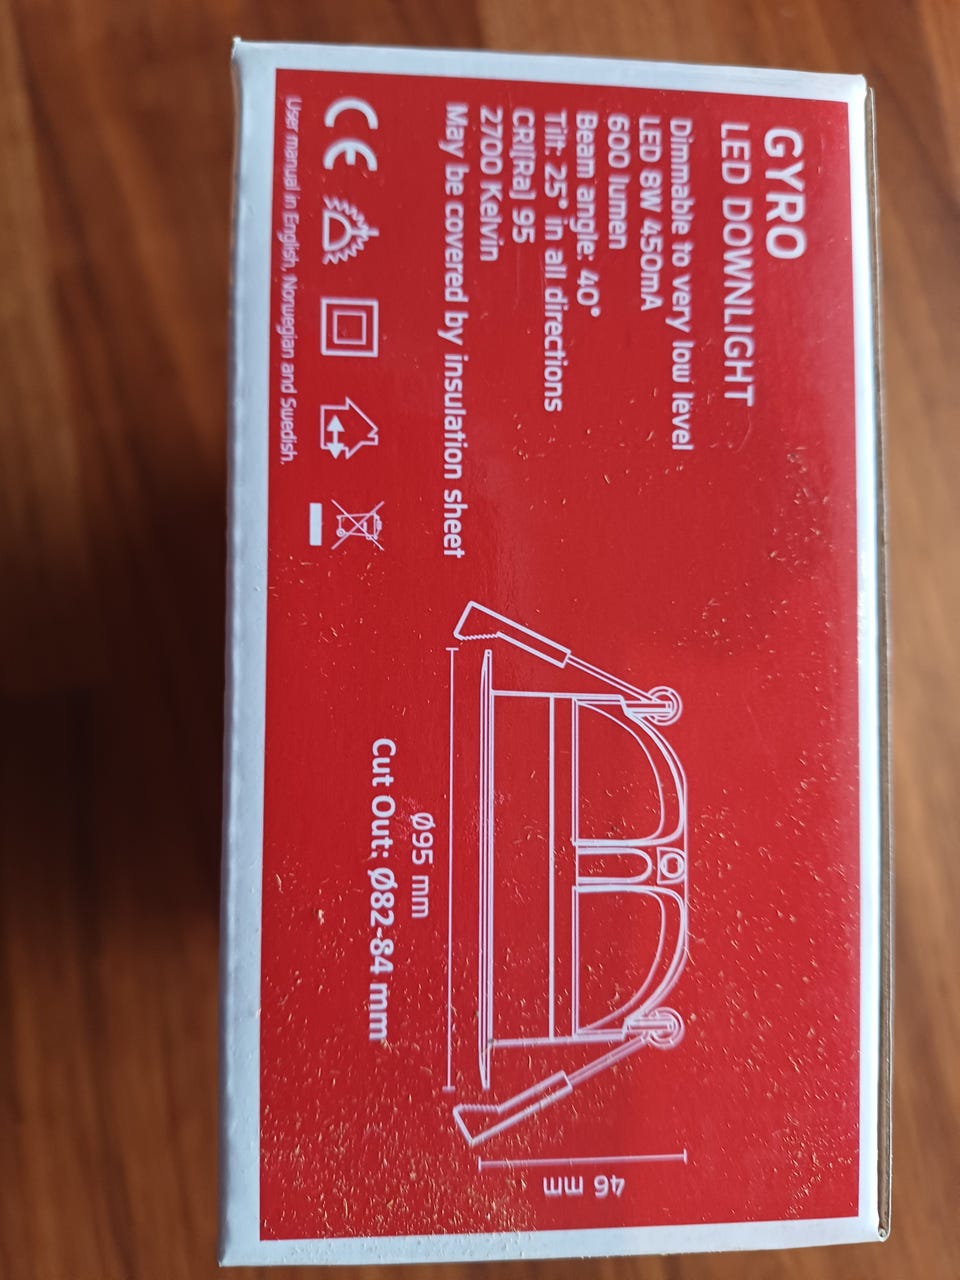 GYRO
LED DOWNLIGHT
Dimmable to very low level
LED 8W 450mA
600 lumen
Beam angle: 40°
Tilt: 25° in all directions
CRI(Ra) 95
2700 Kelvin
May be covered by insulation sheet
CE
User manual in English, Norwegian and Swedish.
46 mm
Ø95 mm
Cut Out: Ø82-84 mm